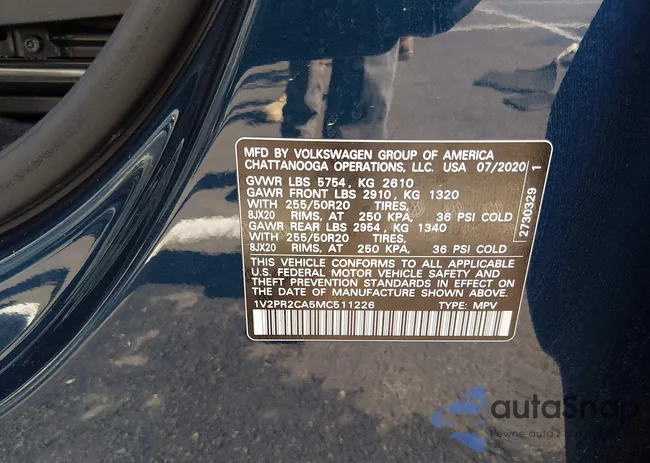 MFD BY VOLKSWAGEN GROUP OF AMERICA
CHATTANOOGA OPERATIONS, LLC. USA 07/2020
GVWR LBS 5754, KG 2610
GAWR FRONT LBS 2910, KG 1320
WITH 255/50R20 TIRES,
8JX20 RIMS, AT 250 KPA, 36 PSI COLD
GAWR REAR LBS 2954, KG 1340
WITH 255/50R20 TIRES,
8JX20 RIMS, AT 250 KPA, 36 PSI COLD
THIS VEHICLE CONFORMS TO ALL APPLICABLE
U.S. FEDERAL MOTOR VEHICLE SAFETY AND
THEFT PREVENTION STANDARDS IN EFFECT ON
THE DATE OF MANUFACTURE SHOWN ABOVE.
1V2PR2CA5MC511226 TYPE: MPV
2730329 1
autaSnap
Pewne auta z